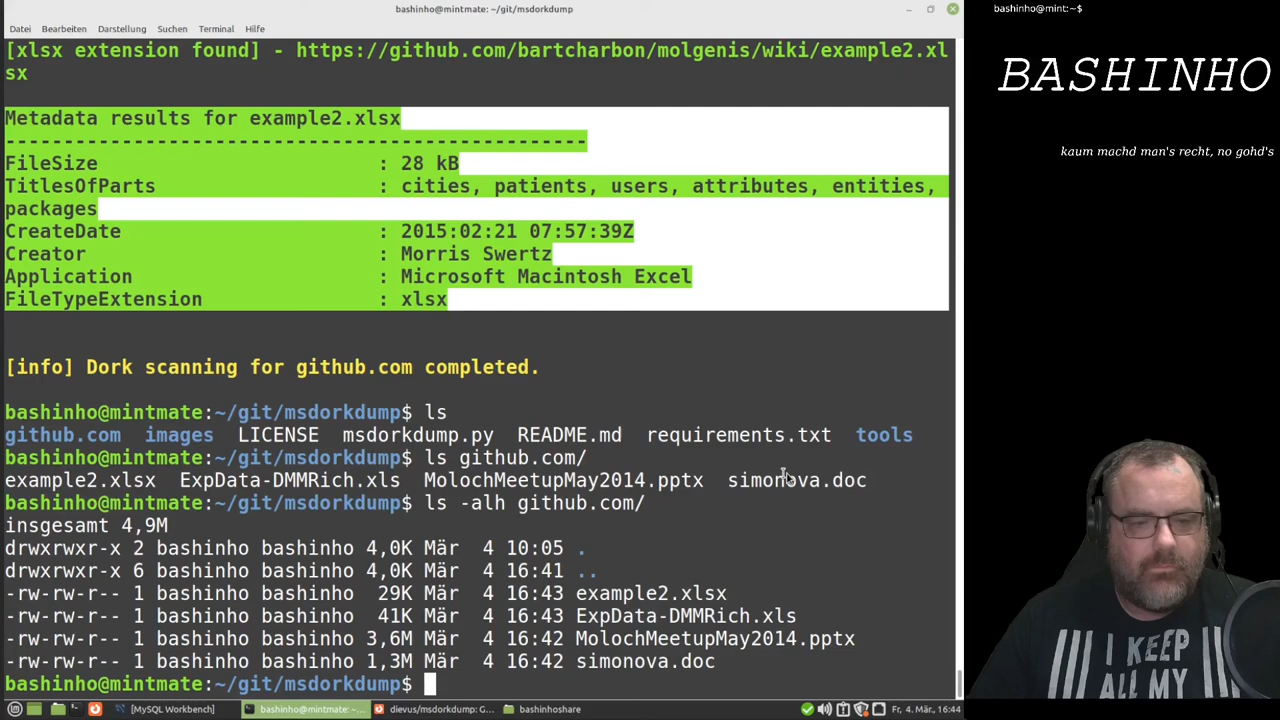 bashinho@mintmate: ~/git/msdorkdump
bashinho@mint:~$
Datei Bearbeiten Darstellung Suchen Terminal Hilfe
BASHINHO
kaum machd man's recht, no gohd's
[xlsx extension found] - https://github.com/bartcharbon/molgenis/wiki/example2.xl
sx
Metadata results for example2.xlsx
--------------------------------------------------
FileSize : 28 kB
TitlesOfParts : cities, patients, users, attributes, entities,
packages
CreateDate : 2015:02:21 07:57:39Z
Creator : Morris Swertz
Application : Microsoft Macintosh Excel
FileTypeExtension : xlsx
[info] Dork scanning for github.com completed.
bashinho@mintmate:~/git/msdorkdump$ ls
github.com images LICENSE msdorkdump.py README.md requirements.txt tools
bashinho@mintmate:~/git/msdorkdump$ ls github.com/
example2.xlsx ExpData-DMMRich.xls MolochMeetupMay2014.pptx simonova.doc
bashinho@mintmate:~/git/msdorkdump$ ls -alh github.com/
insgesamt 4,9M
drwxrwxr-x 2 bashinho bashinho 4,0K Mär 4 10:05 .
drwxrwxr-x 6 bashinho bashinho 4,0K Mär 4 16:41 ..
-rw-rw-r-- 1 bashinho bashinho 29K Mär 4 16:43 example2.xlsx
-rw-rw-r-- 1 bashinho bashinho 41K Mär 4 16:43 ExpData-DMMRich.xls
-rw-rw-r-- 1 bashinho bashinho 3,6M Mär 4 16:42 MolochMeetupMay2014.pptx
-rw-rw-r-- 1 bashinho bashinho 1,3M Mär 4 16:42 simonova.doc
bashinho@mintmate:~/git/msdorkdump$
I KEEP
ALL MY
[MySQL Workbench] bashinho@mintmate: ~... dievus/msdorkdump: G... bashinhoshare Fr, 4. Mär, 16:44